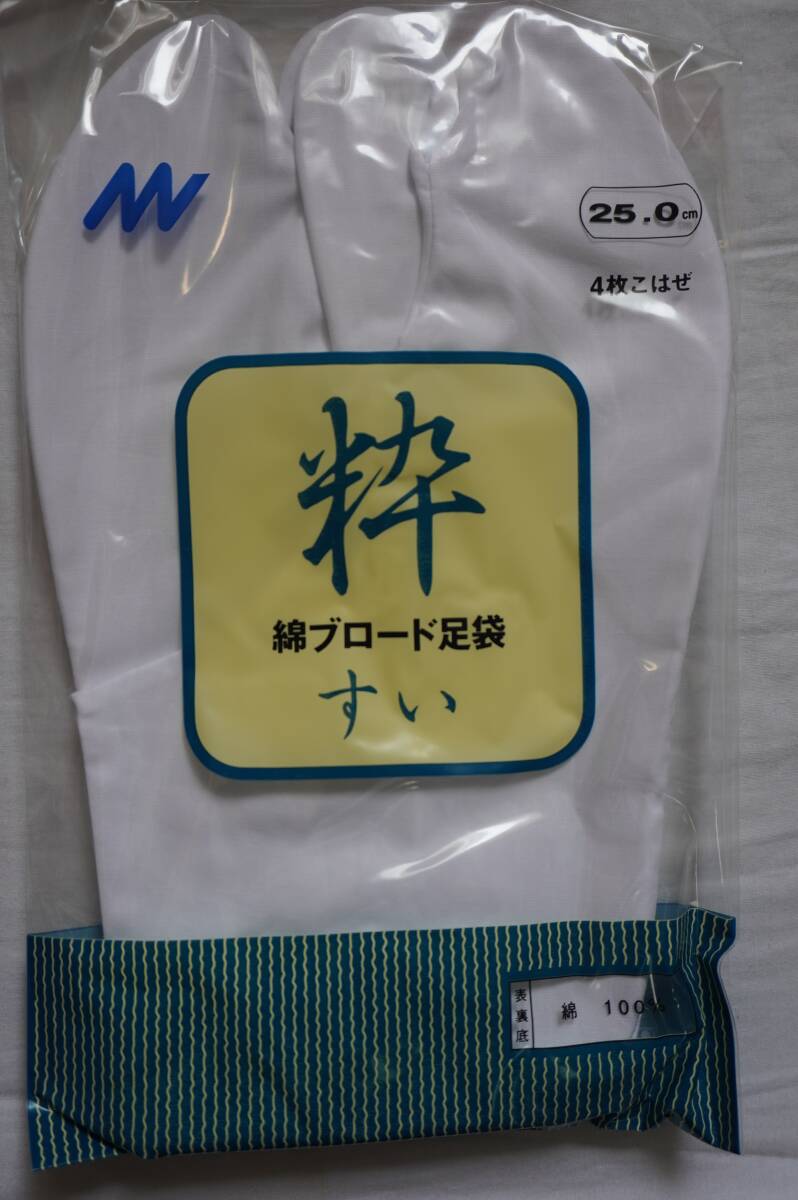 25.0cm
4枚こはぜ
粋
綿ブロード足袋
すい
表
裏
底
綿 100%